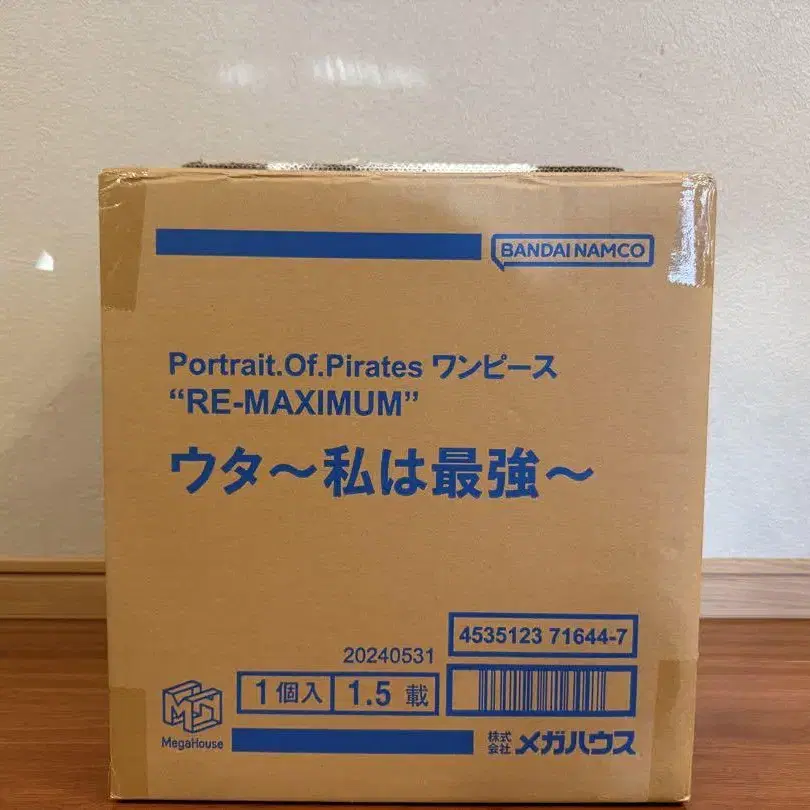 BANDAI NAMCO
Portrait.Of.Pirates ワンピース
“RE-MAXIMUM”
ウタ～私は最強～
4535123 71644-7
20240531
1個入 1.5 載
MegaHouse
株式会社 メガハウス